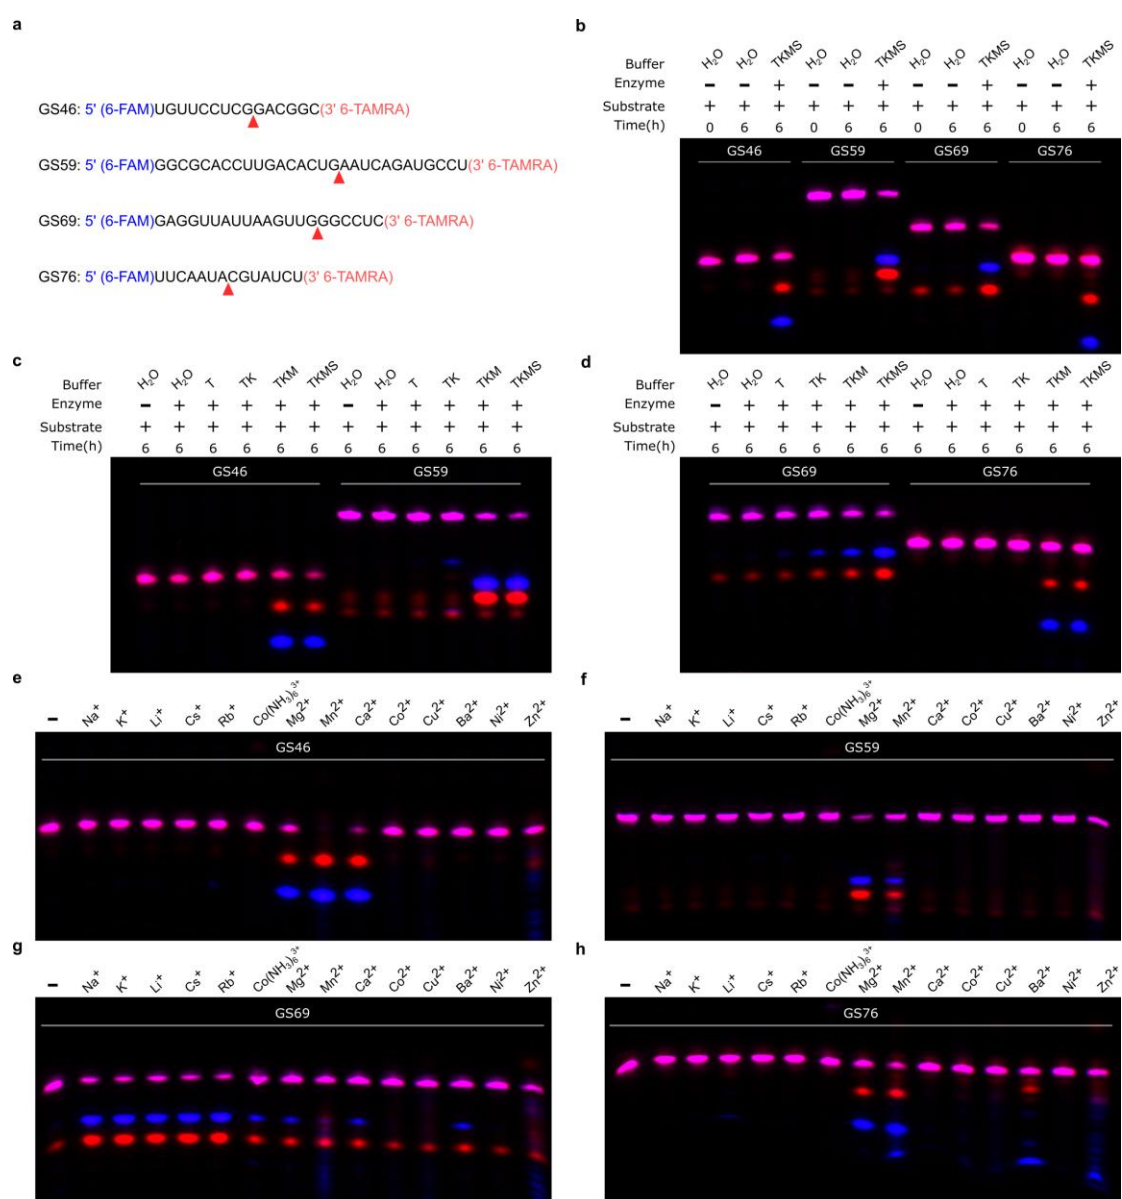 a
GS46: 5' (6-FAM)UGUUCCUCGGACGGC(3' 6-TAMRA)
GS59: 5' (6-FAM)GGCGCACCUUGACACUGAAUCAGAUGCCU(3' 6-TAMRA)
GS69: 5' (6-FAM)GAGGUUAUUAAGUUGGGCCUC(3' 6-TAMRA)
GS76: 5' (6-FAM)UUCAAUACGUAUCU(3' 6-TAMRA)
b
Buffer H₂O H₂O TKMS H₂O H₂O TKMS H₂O H₂O TKMS H₂O H₂O TKMS
Enzyme − − + − − + − − + − − +
Substrate + + + + + + + + + + + +
Time(h) 0 6 6 0 6 6 0 6 6 0 6 6
GS46 GS59 GS69 GS76
c
Buffer H₂O H₂O T TK TKM TKMS H₂O H₂O T TK TKM TKMS
Enzyme − + + + + + − + + + + +
Substrate + + + + + + + + + + + +
Time(h) 6 6 6 6 6 6 6 6 6 6 6 6
GS46 GS59
d
Buffer H₂O H₂O T TK TKM TKMS H₂O H₂O T TK TKM TKMS
Enzyme − + + + + + − + + + + +
Substrate + + + + + + + + + + + +
Time(h) 6 6 6 6 6 6 6 6 6 6 6 6
GS69 GS76
e
− Na⁺ K⁺ Li⁺ Cs⁺ Rb⁺ Co(NH₃)₆³⁺ Mg²⁺ Mn²⁺ Ca²⁺ Co²⁺ Cu²⁺ Ba²⁺ Ni²⁺ Zn²⁺
GS46
f
− Na⁺ K⁺ Li⁺ Cs⁺ Rb⁺ Co(NH₃)₆³⁺ Mg²⁺ Mn²⁺ Ca²⁺ Co²⁺ Cu²⁺ Ba²⁺ Ni²⁺ Zn²⁺
GS59
g
− Na⁺ K⁺ Li⁺ Cs⁺ Rb⁺ Co(NH₃)₆³⁺ Mg²⁺ Mn²⁺ Ca²⁺ Co²⁺ Cu²⁺ Ba²⁺ Ni²⁺ Zn²⁺
GS69
h
− Na⁺ K⁺ Li⁺ Cs⁺ Rb⁺ Co(NH₃)₆³⁺ Mg²⁺ Mn²⁺ Ca²⁺ Co²⁺ Cu²⁺ Ba²⁺ Ni²⁺ Zn²⁺
GS76